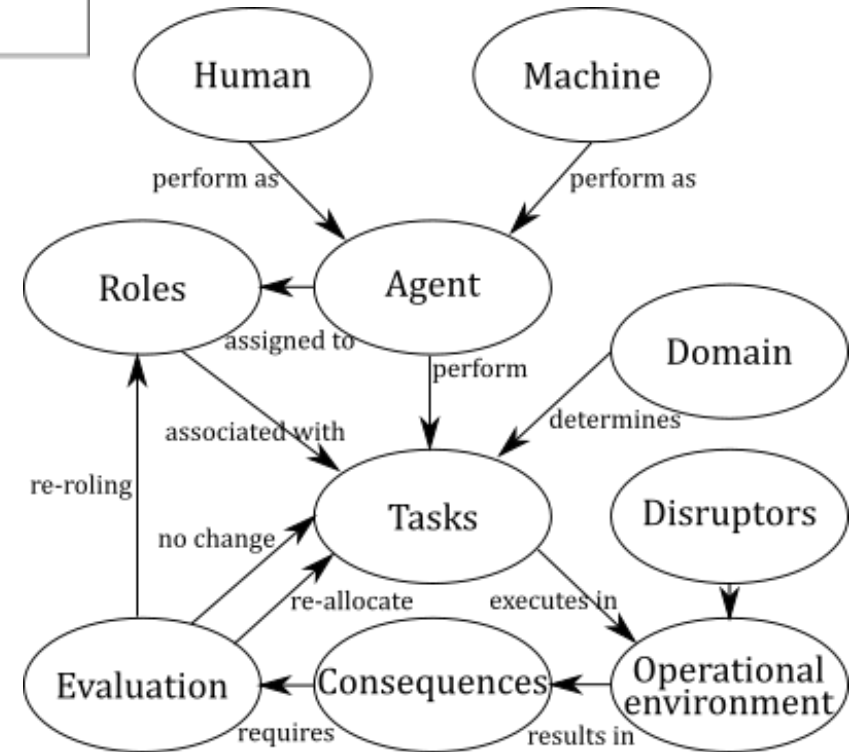 Human
Machine
perform as
perform as
Roles
Agent
assigned to
Domain
perform
determines
associated with
re-roling
Tasks
Disruptors
no change
re-allocate
executes in
Evaluation
Consequences
Operational
environment
requires
results in